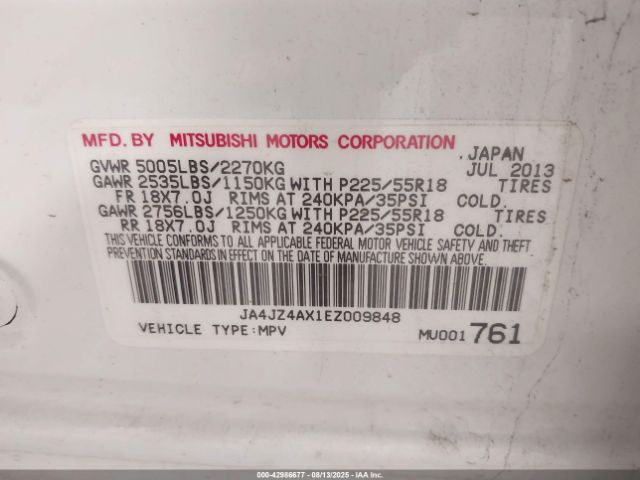 MFD. BY MITSUBISHI MOTORS CORPORATION
GVWR 5005LBS/2270KG JAPAN JUL 2013
GAWR 2535LBS/1150KG WITH P225/55R18 TIRES
FR 18X7.0J RIMS AT 240KPA/35PSI COLD.
GAWR 2756LBS/1250KG WITH P225/55R18 TIRES
RR 18X7.0J RIMS AT 240KPA/35PSI COLD.
THIS VEHICLE CONFORMS TO ALL APPLICABLE FEDERAL MOTOR VEHICLE SAFETY AND THEFT
PREVENTION STANDARDS IN EFFECT ON THE DATE OF MANUFACTURE SHOWN ABOVE.
JA4JZ4AX1EZ009848
VEHICLE TYPE:MPV MU001 761
000-42986677 - 08/13/2025 - IAA Inc.